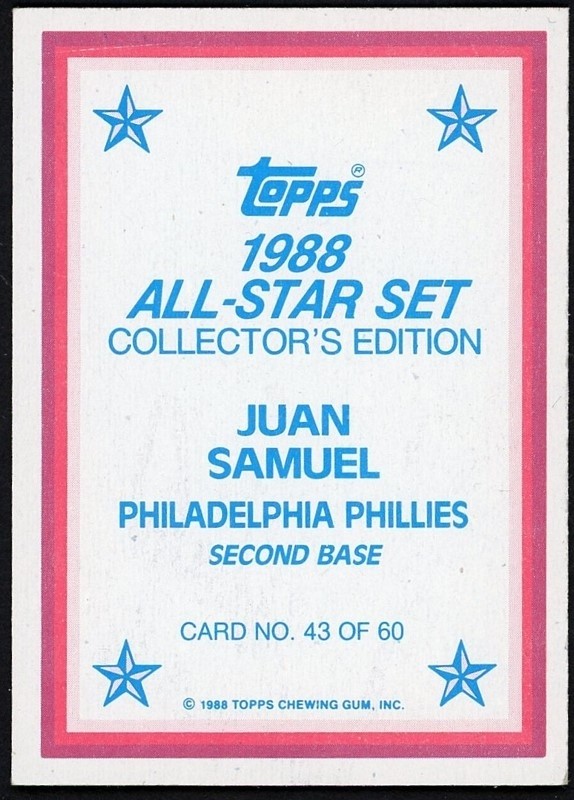 Topps®
1988
ALL-STAR SET
COLLECTOR'S EDITION
JUAN
SAMUEL
PHILADELPHIA PHILLIES
SECOND BASE
CARD NO. 43 OF 60
© 1988 TOPPS CHEWING GUM, INC.